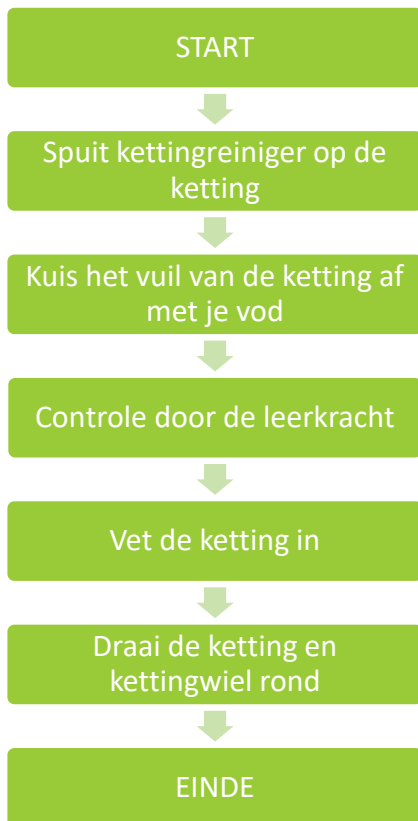 START
Spuit kettingreiniger op de
ketting
Kuis het vuil van de ketting af
met je vod
Controle door de leerkracht
Vet de ketting in
Draai de ketting en
kettingwiel rond
EINDE